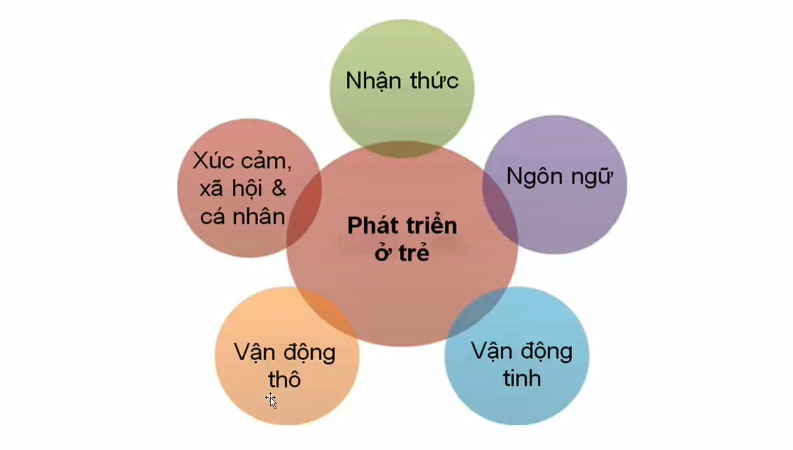 Nhận thức
Xúc cảm,
xã hội &
cá nhân
Ngôn ngữ
Phát triển
ở trẻ
Vận động
thô
Vận động
tinh